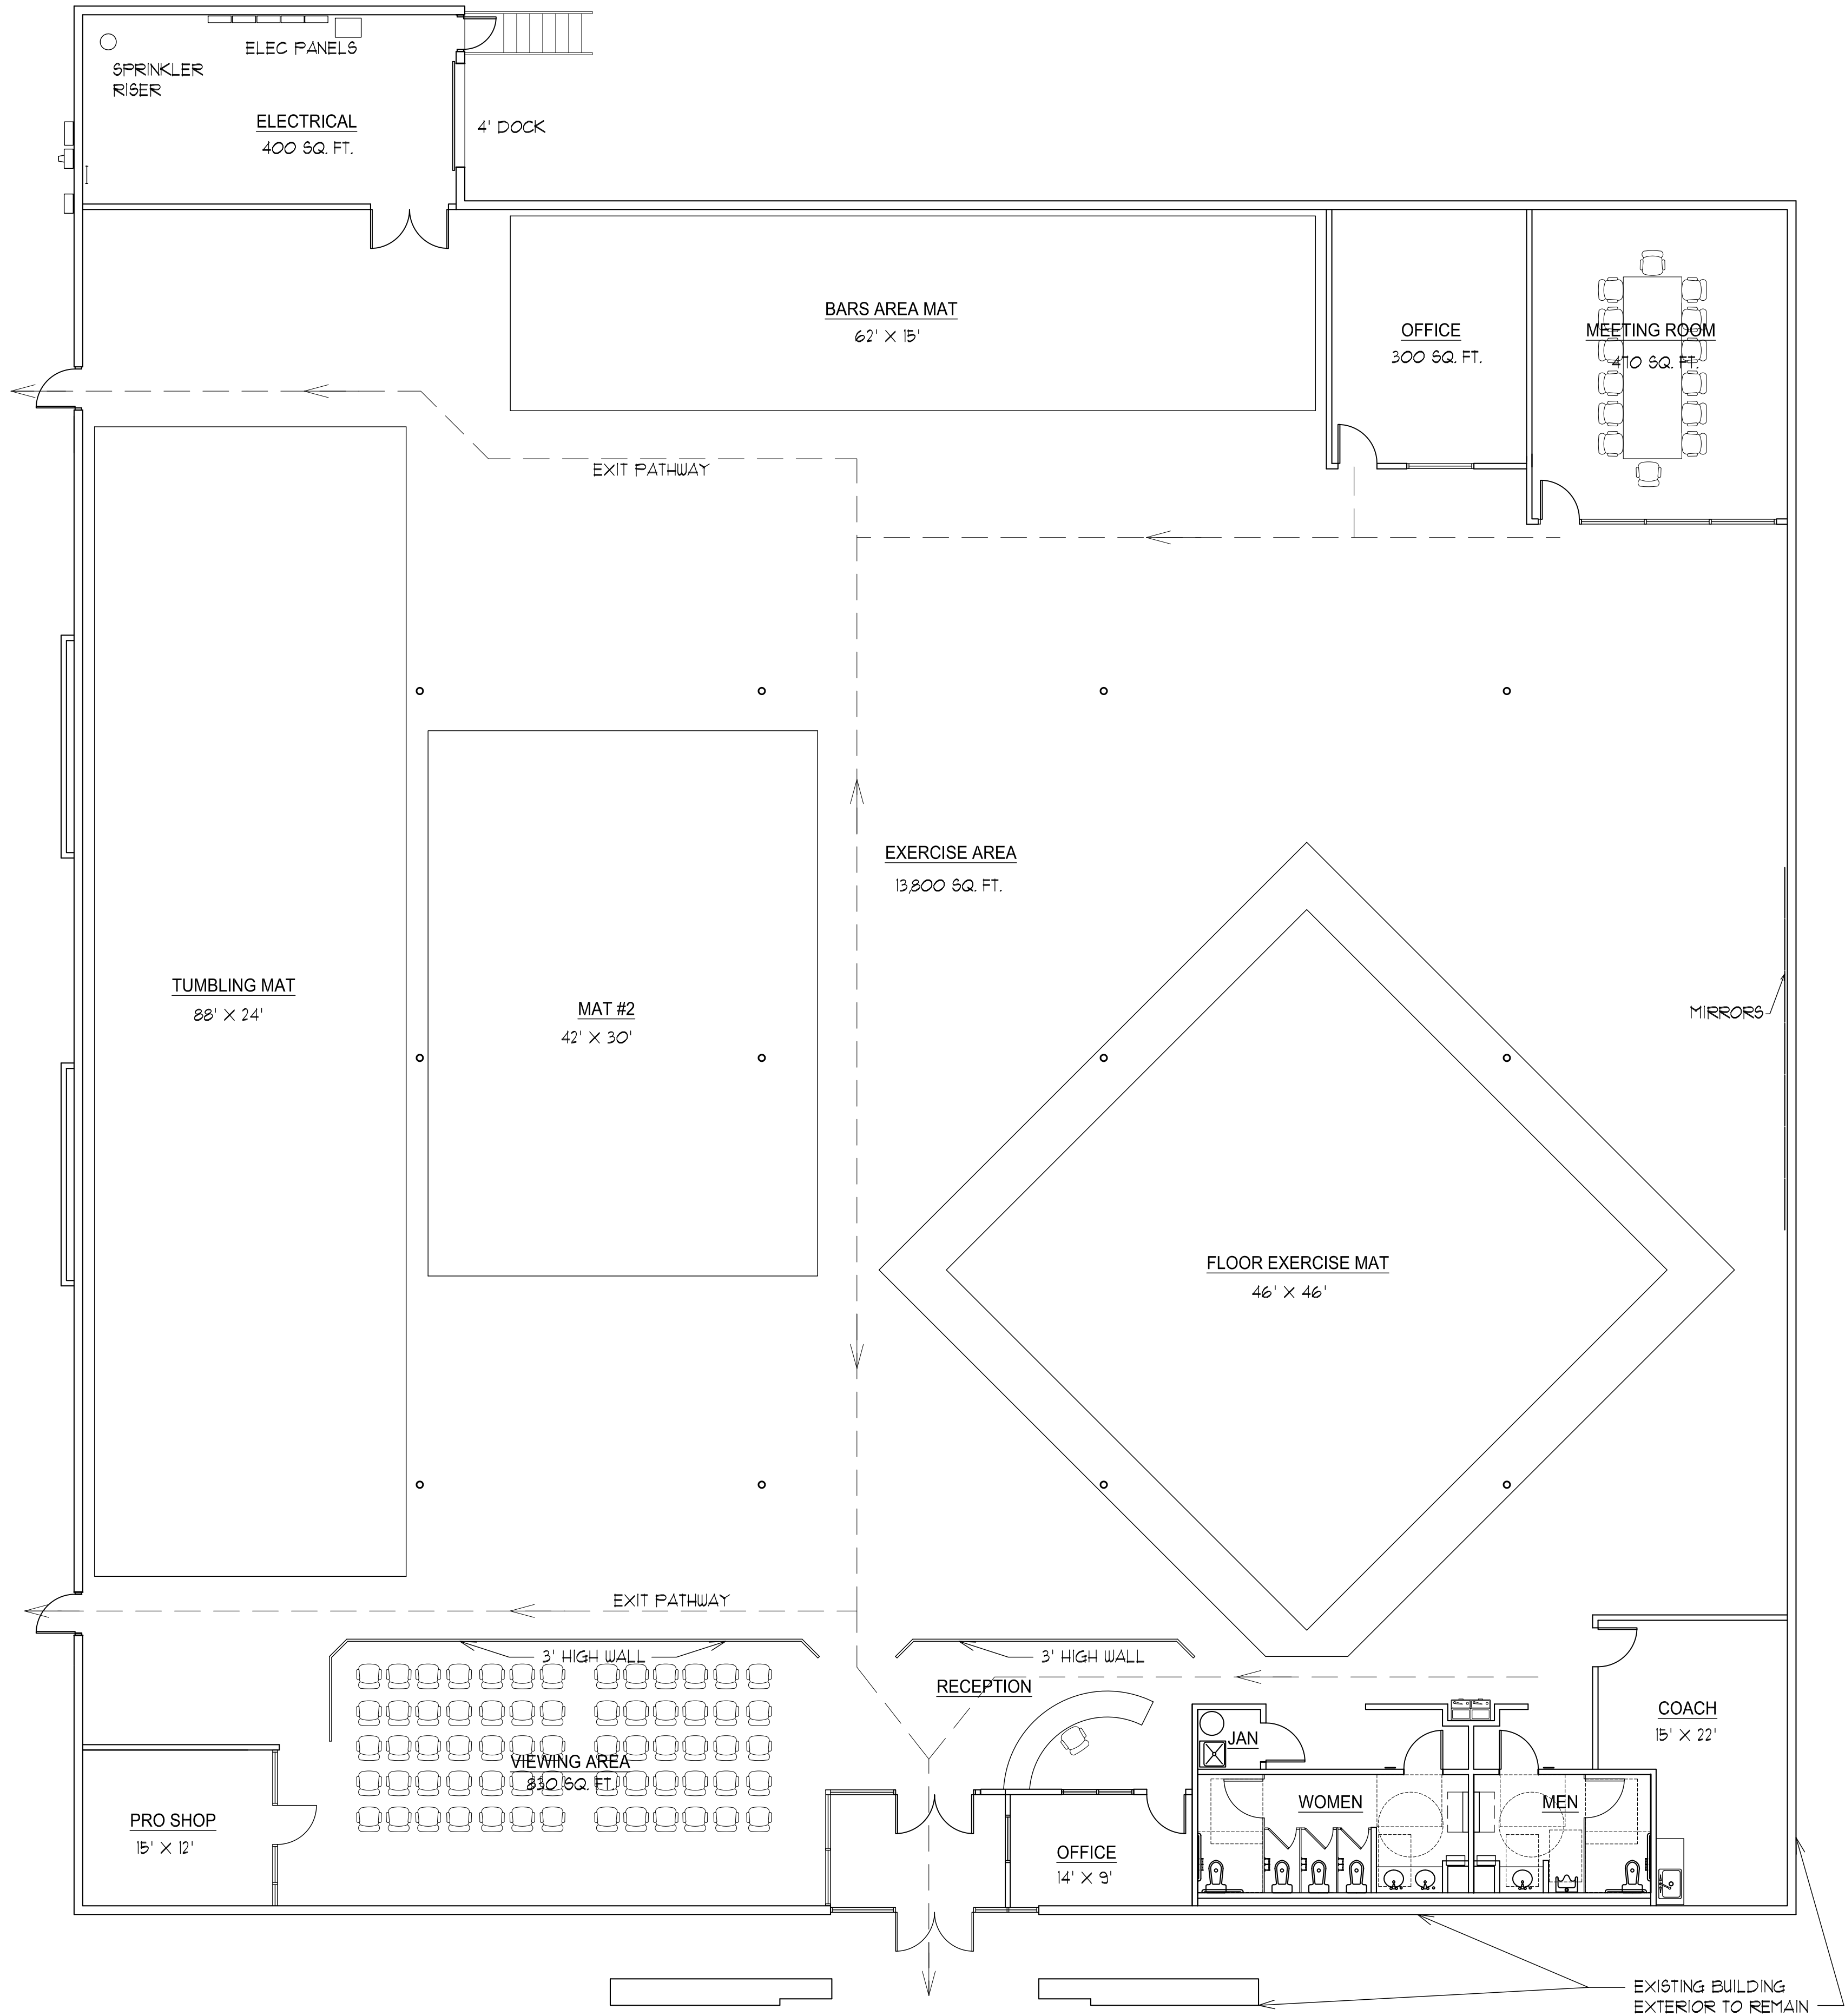 ELEC PANELS
SPRINKLER
RISER
ELECTRICAL
400 SQ. FT.
4' DOCK
BARS AREA MAT
62' X 15'
OFFICE
300 SQ. FT.
MEETING ROOM
470 SQ. FT.
EXIT PATHWAY
EXERCISE AREA
13,800 SQ. FT.
TUMBLING MAT
88' X 24'
MAT #2
42' X 30'
MIRRORS
FLOOR EXERCISE MAT
46' X 46'
EXIT PATHWAY
3' HIGH WALL
3' HIGH WALL
RECEPTION
COACH
15' X 22'
JAN
VIEWING AREA
830 SQ. FT.
PRO SHOP
15' X 12'
WOMEN
MEN
OFFICE
14' X 9'
EXISTING BUILDING
EXTERIOR TO REMAIN